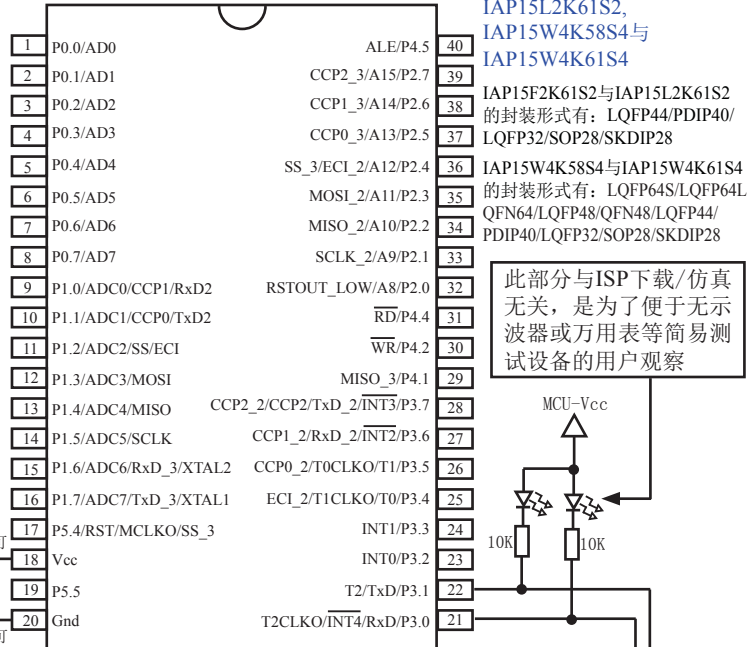 IAP15L2K61S2,
IAP15W4K58S4与
IAP15W4K61S4
IAP15F2K61S2与IAP15L2K61S2
的封装形式有：LQFP44/PDIP40/
LQFP32/SOP28/SKDIP28
IAP15W4K58S4与IAP15W4K61S4
的封装形式有：LQFP64S/LQFP64L
QFN64/LQFP48/QFN48/LQFP44/
PDIP40/LQFP32/SOP28/SKDIP28
此部分与ISP下载/仿真
无关，是为了便于无示
波器或万用表等简易测
试设备的用户观察
MCU-Vcc
10K
10K
1 P0.0/AD0 ALE/P4.5 40
2 P0.1/AD1 CCP2_3/A15/P2.7 39
3 P0.2/AD2 CCP1_3/A14/P2.6 38
4 P0.3/AD3 CCP0_3/A13/P2.5 37
5 P0.4/AD4 SS_3/ECI_2/A12/P2.4 36
6 P0.5/AD5 MOSI_2/A11/P2.3 35
7 P0.6/AD6 MISO_2/A10/P2.2 34
8 P0.7/AD7 SCLK_2/A9/P2.1 33
9 P1.0/ADC0/CCP1/RxD2 RSTOUT_LOW/A8/P2.0 32
10 P1.1/ADC1/CCP0/TxD2 RD/P4.4 31
11 P1.2/ADC2/SS/ECI WR/P4.2 30
12 P1.3/ADC3/MOSI MISO_3/P4.1 29
13 P1.4/ADC4/MISO CCP2_2/CCP2/TxD_2/INT3/P3.7 28
14 P1.5/ADC5/SCLK CCP1_2/RxD_2/INT2/P3.6 27
15 P1.6/ADC6/RxD_3/XTAL2 CCP0_2/T0CLKO/T1/P3.5 26
16 P1.7/ADC7/TxD_3/XTAL1 ECI_2/T1CLKO/T0/P3.4 25
17 P5.4/RST/MCLKO/SS_3 INT1/P3.3 24
18 Vcc INT0/P3.2 23
19 P5.5 T2/TxD/P3.1 22
20 Gnd T2CLKO/INT4/RxD/P3.0 21